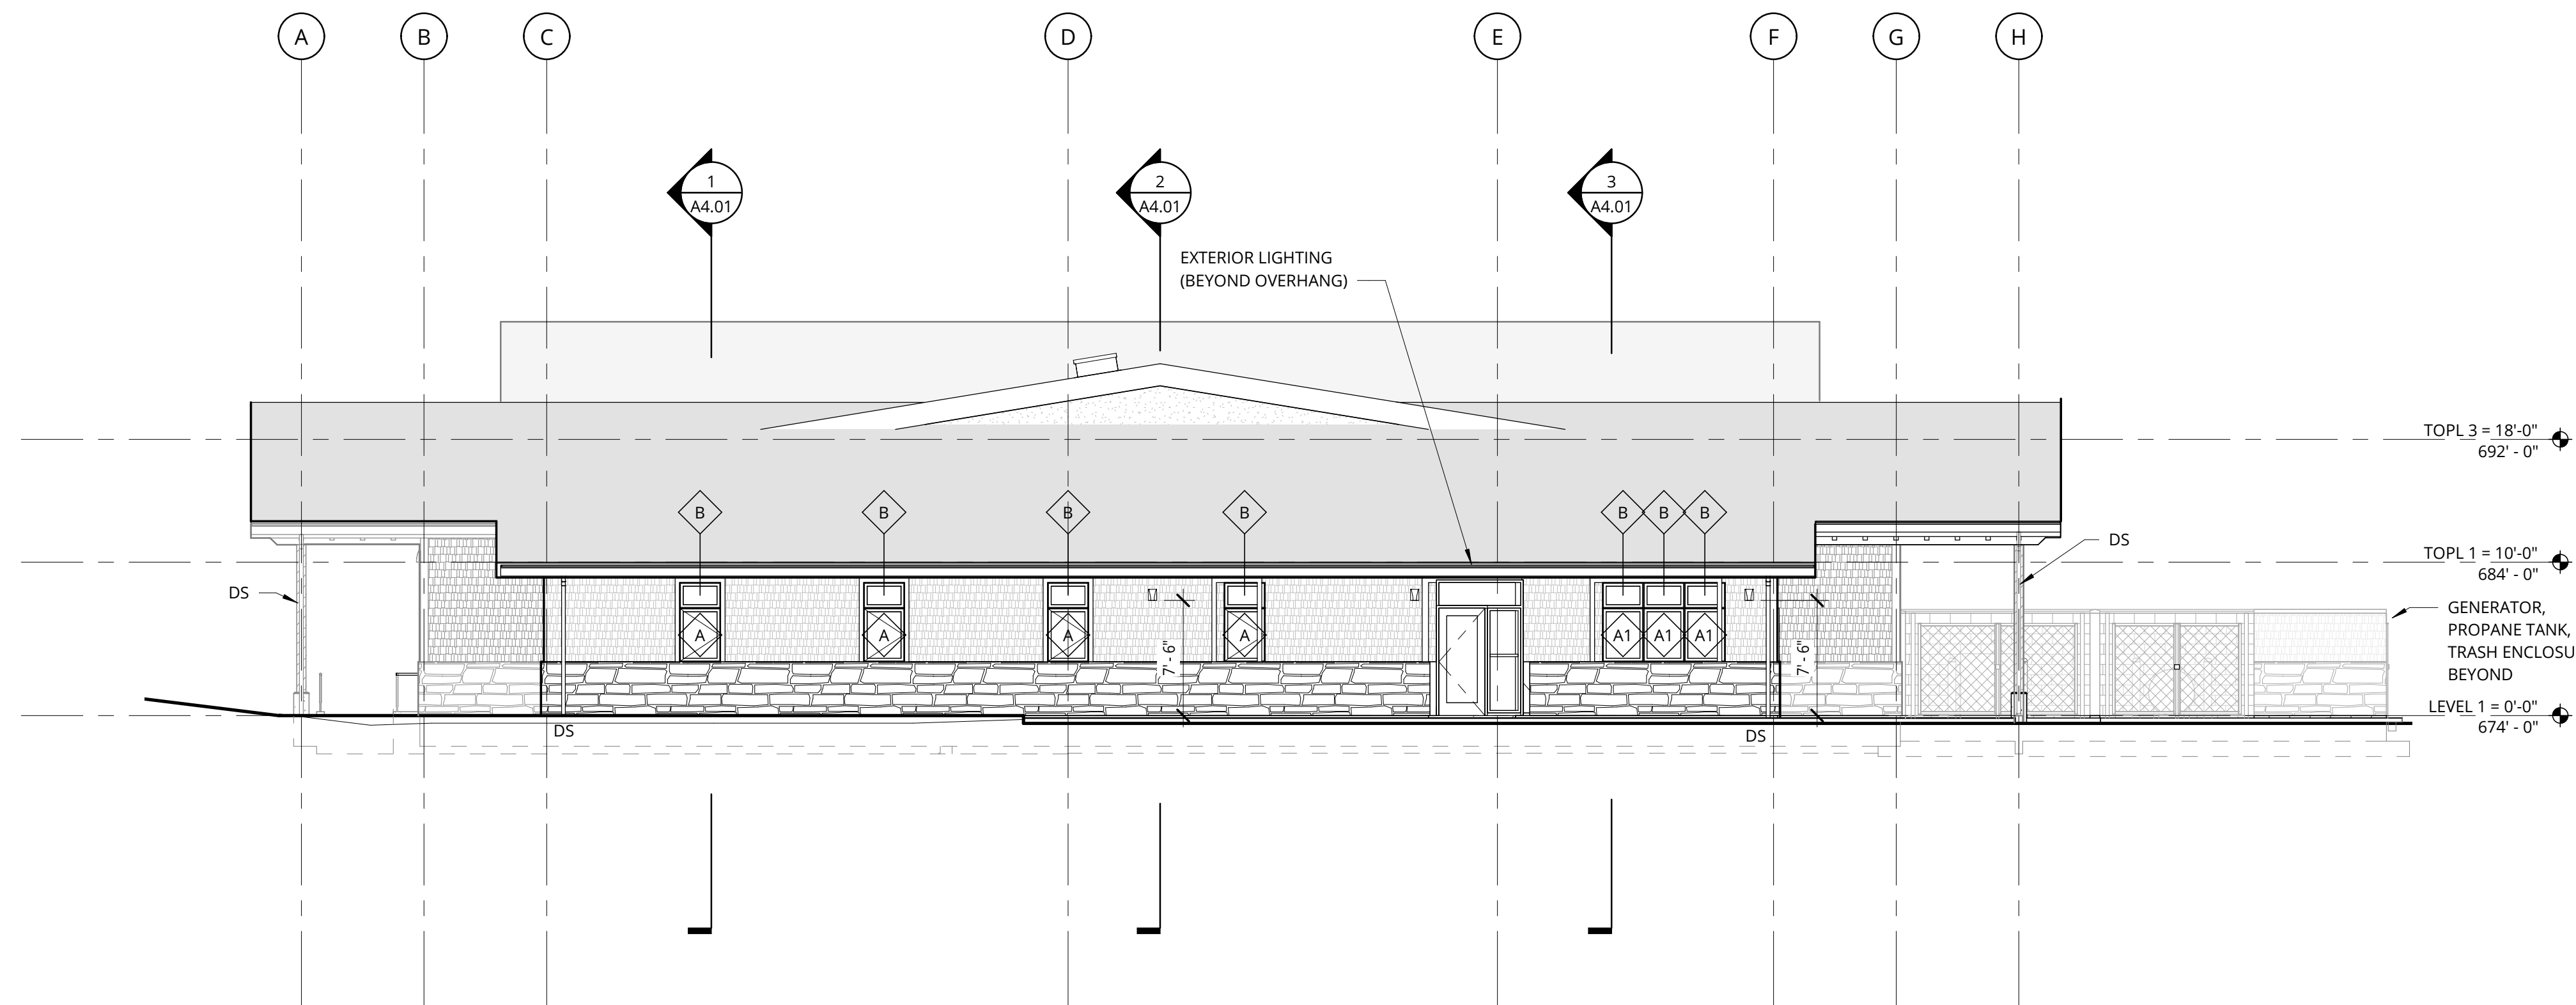 A B C D E F G H
1 2 3
A4.01 A4.01 A4.01
EXTERIOR LIGHTING
(BEYOND OVERHANG)
TOPL 3 = 18'-0"
692' - 0"
B B B B B B B
DS
TOPL 1 = 10'-0"
684' - 0"
DS
GENERATOR,
PROPANE TANK,
TRASH ENCLOSU
BEYOND
A A A A A1 A1 A1
7' - 6" 7' - 6"
LEVEL 1 = 0'-0"
674' - 0"
DS DS